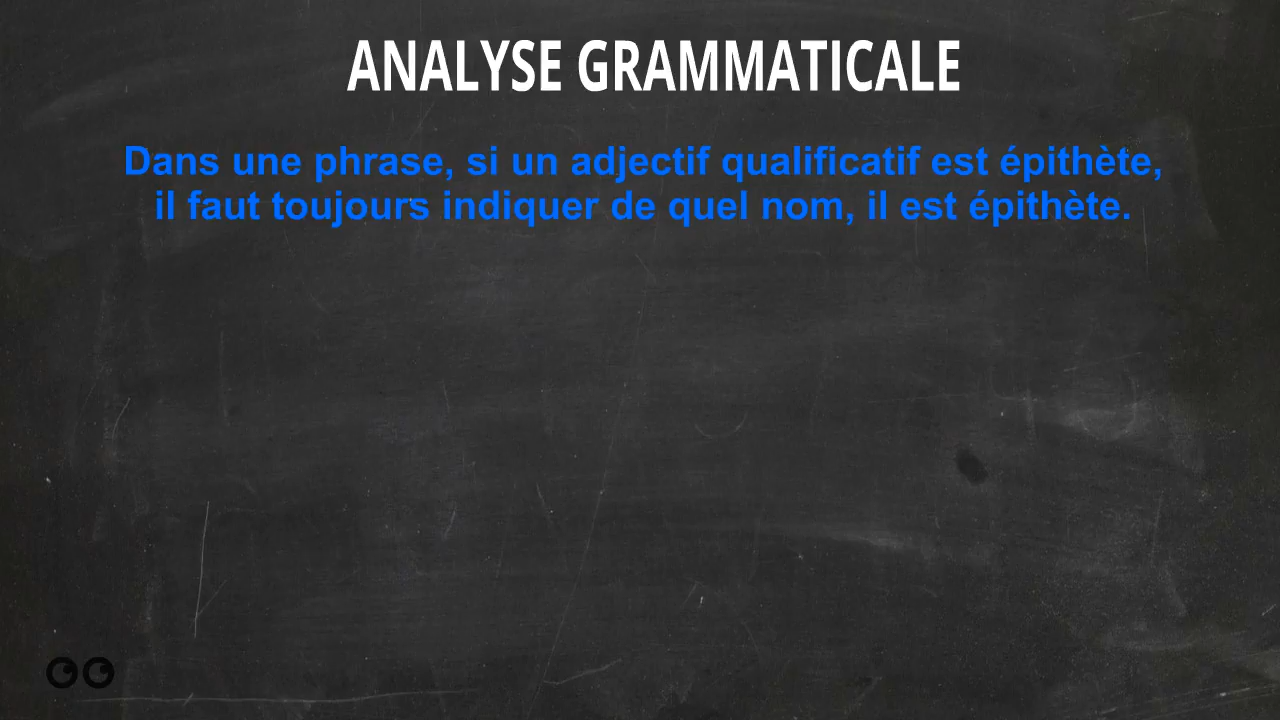 ANALYSE GRAMMATICALE
Dans une phrase, si un adjectif qualificatif est épithète,
il faut toujours indiquer de quel nom, il est épithète.